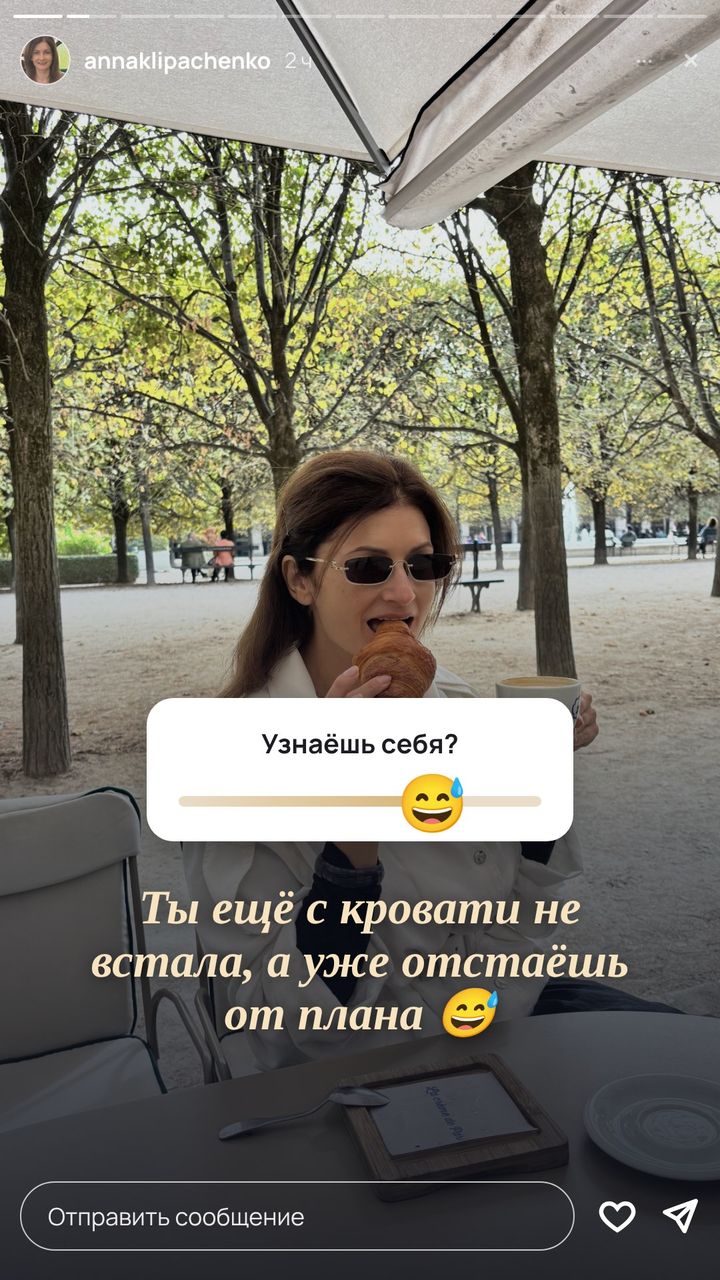 annaklipachenko 2 ч
Узнаёшь себя?
Ты ещё с кровати не
встала, а уже отстаёшь
от плана 😅
Отправить сообщение